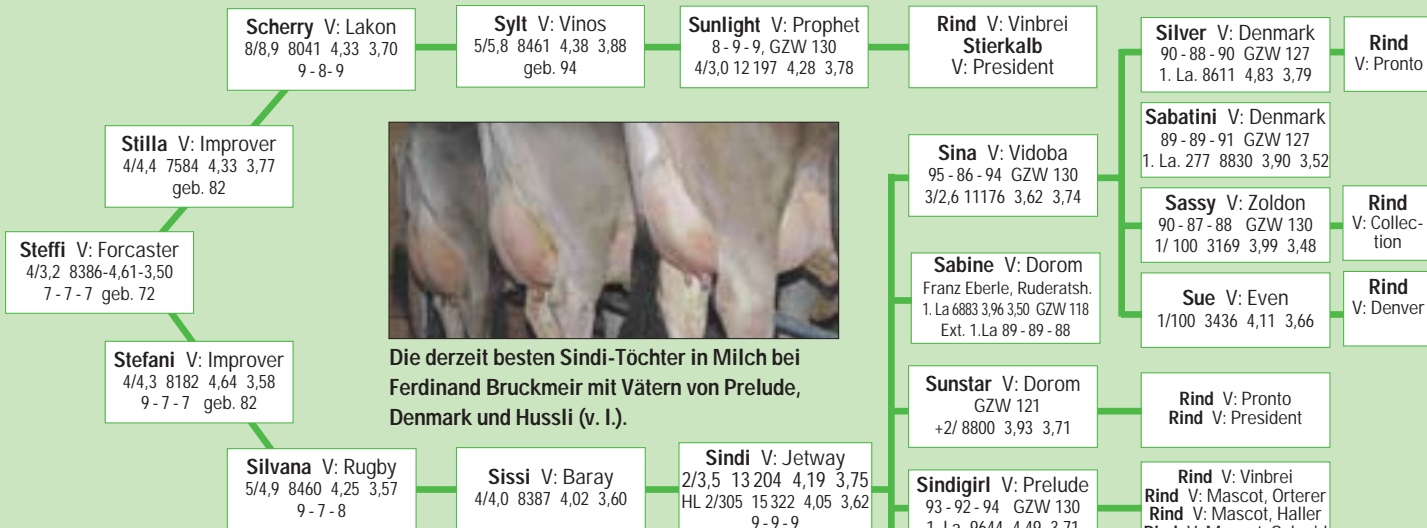 Scherry V: Lakon
8/8,9 8041 4,33 3,70
9 - 8- 9
Sylt V: Vinos
5/5,8 8461 4,38 3,88
geb. 94
Sunlight V: Prophet
8 - 9 - 9, GZW 130
4/3,0 12 197 4,28 3,78
Rind V: Vinbrei
Stierkalb
V: President
Silver V: Denmark
90 - 88 - 90 GZW 127
1. La. 8611 4,83 3,79
Rind
V: Pronto
Stilla V: Improver
4/4,4 7584 4,33 3,77
geb. 82
Sabatini V: Denmark
89 - 89 - 91 GZW 127
1. La. 277 8830 3,90 3,52
Sina V: Vidoba
95 - 86 - 94 GZW 130
3/2,6 11176 3,62 3,74
Sassy V: Zoldon
90 - 87 - 88 GZW 130
1/ 100 3169 3,99 3,48
Rind
V: Collec-
tion
Steffi V: Forcaster
4/3,2 8386-4,61-3,50
7 - 7 - 7 geb. 72
Sabine V: Dorom
Franz Eberle, Ruderatsh.
1. La 6883 3,96 3,50 GZW 118
Ext. 1.La 89 - 89 - 88
Sue V: Even
1/100 3436 4,11 3,66
Rind
V: Denver
Stefani V: Improver
4/4,3 8182 4,64 3,58
9 - 7 - 7 geb. 82
Die derzeit besten Sindi-Töchter in Milch bei
Ferdinand Bruckmeir mit Vätern von Prelude,
Denmark und Hussli (v. l.).
Sunstar V: Dorom
GZW 121
+2/ 8800 3,93 3,71
Rind V: Pronto
Rind V: President
Silvana V: Rugby
5/4,9 8460 4,25 3,57
9 - 7 - 8
Sissi V: Baray
4/4,0 8387 4,02 3,60
Sindi V: Jetway
2/3,5 13 204 4,19 3,75
HL 2/305 15 322 4,05 3,62
9 - 9 - 9
Sindigirl V: Prelude
93 - 92 - 94 GZW 130
1. La. 9644 4,49 3,71
Rind V: Vinbrei
Rind V: Mascot, Orterer
Rind V: Mascot, Haller
Rind V: Mascot,